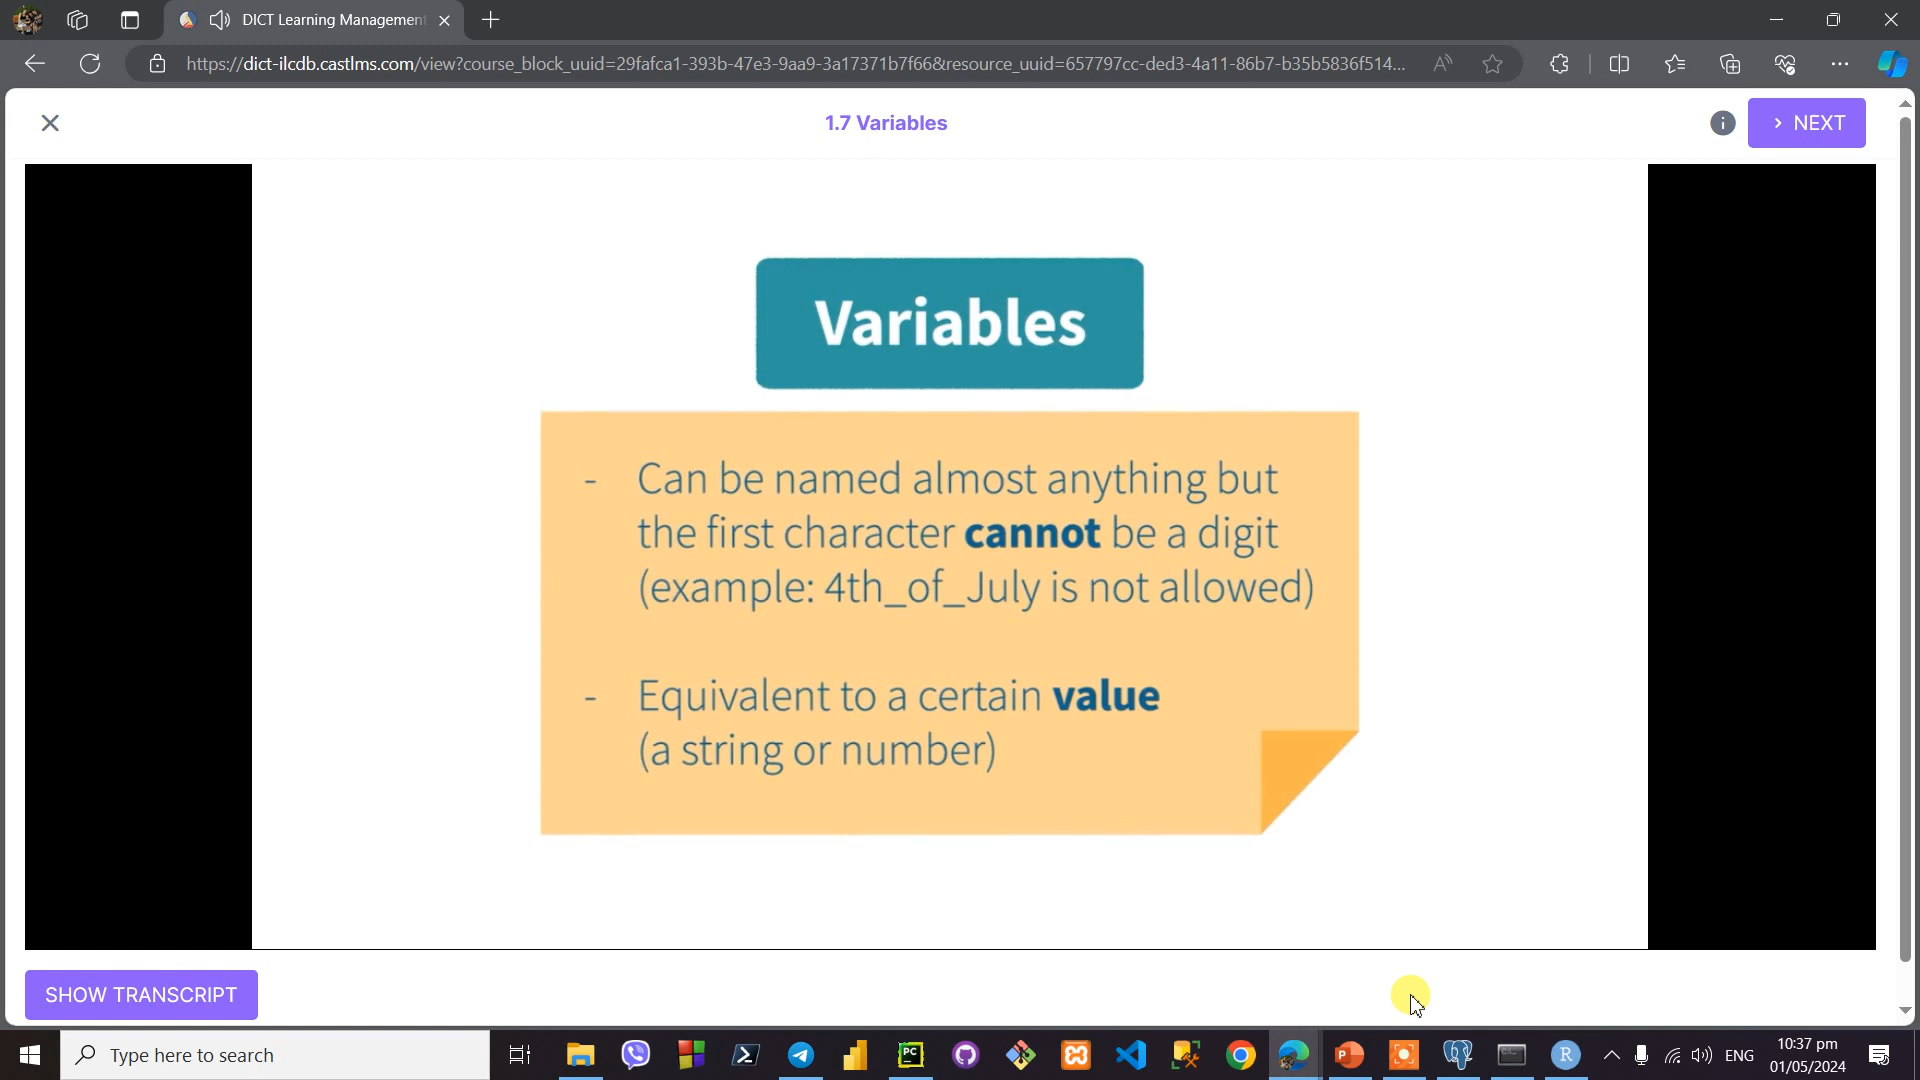 DICT Learning Management
https://dict-ilcdb.castlms.com/view?course_block_uuid=29fafca1-393b-47e3-9aa9-3a17371b7f66&resource_uuid=657797cc-ded3-4a11-86b7-b35b5836f514...
1.7 Variables
NEXT
Variables
- Can be named almost anything but
the first character cannot be a digit
(example: 4th_of_July is not allowed)
- Equivalent to a certain value
(a string or number)
SHOW TRANSCRIPT
Type here to search
ENG
10:37 pm
01/05/2024